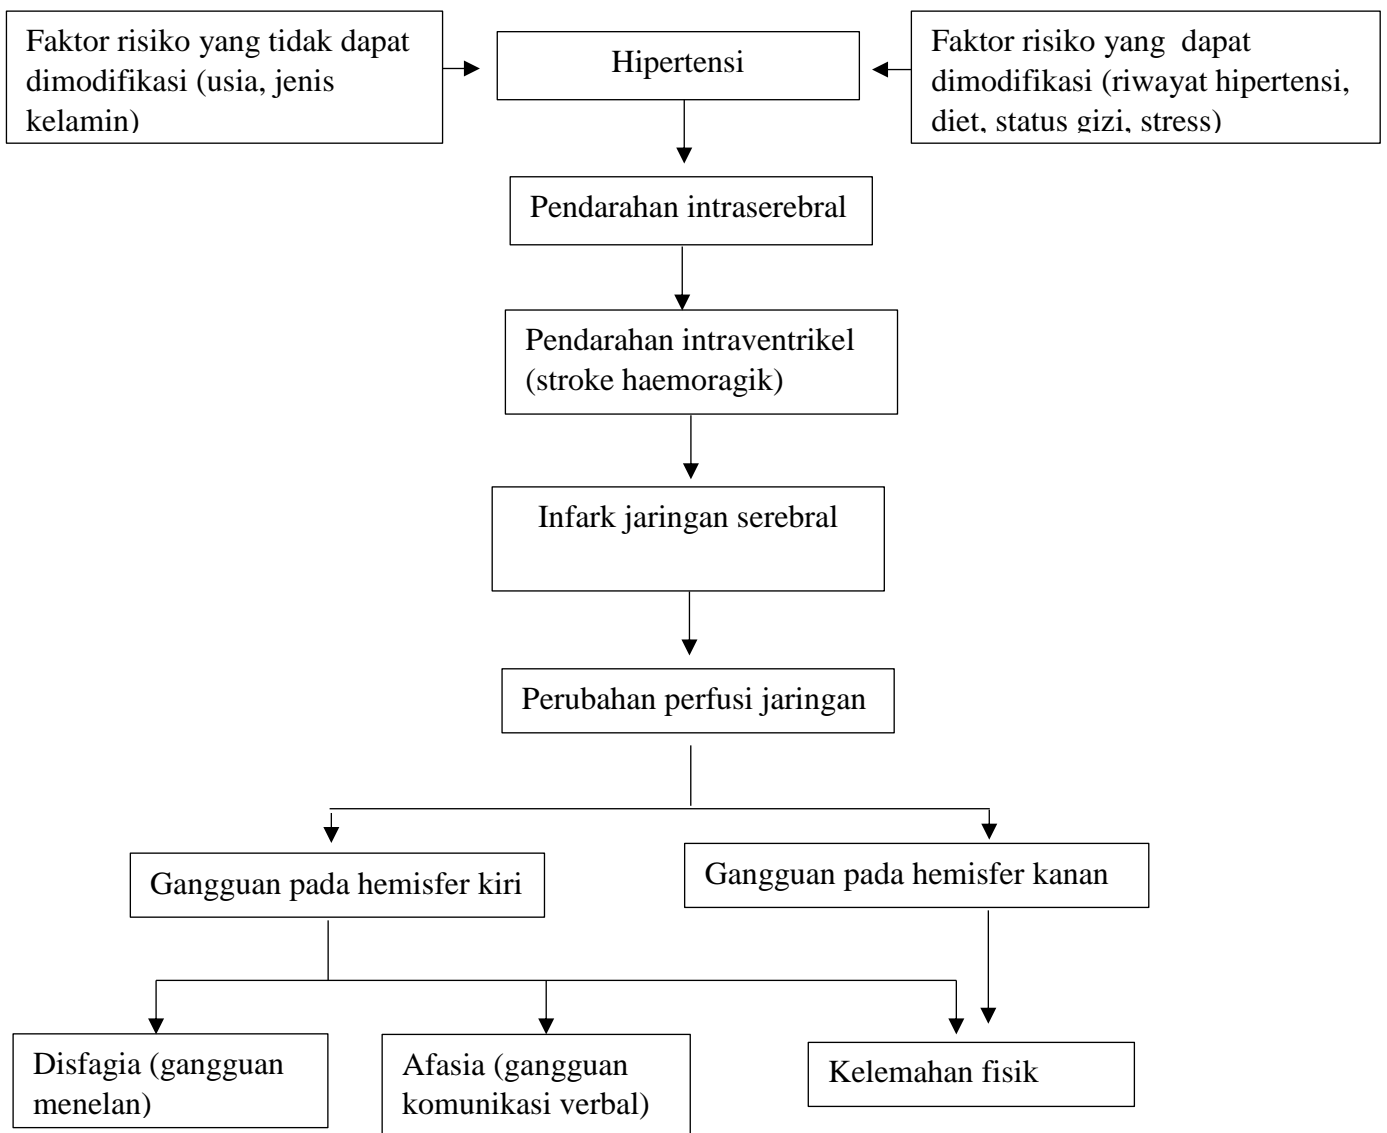 Faktor risiko yang tidak dapat
dimodifikasi (usia, jenis
kelamin)
Hipertensi
Faktor risiko yang  dapat
dimodifikasi (riwayat hipertensi,
diet, status gizi, stress)
Pendarahan intraserebral
Pendarahan intraventrikel
(stroke haemoragik)
Infark jaringan serebral
Perubahan perfusi jaringan
Gangguan pada hemisfer kiri
Gangguan pada hemisfer kanan
Disfagia (gangguan
menelan)
Afasia (gangguan
komunikasi verbal)
Kelemahan fisik